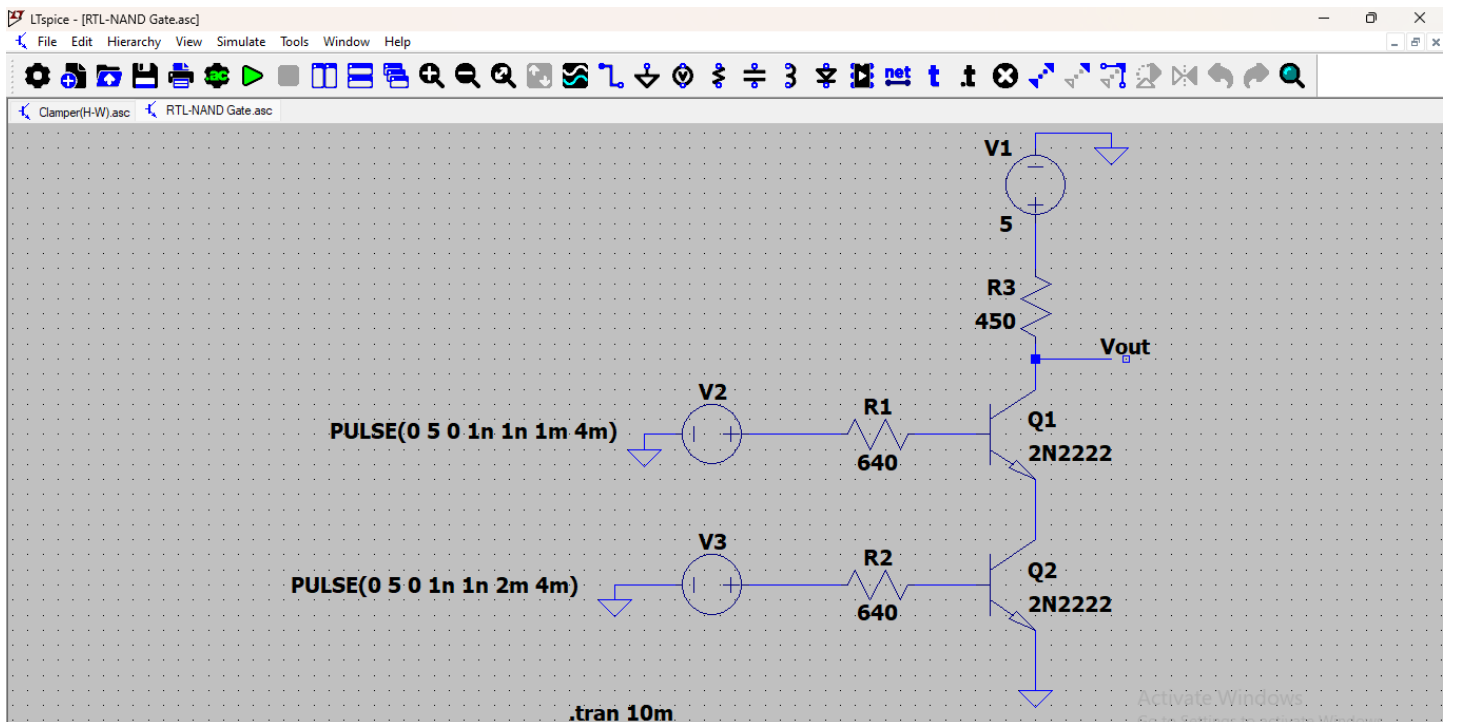 LTspice - [RTL-NAND Gate.asc]
File Edit Hierarchy View Simulate Tools Window Help
.ac net t .t
Clamper(H-W).asc RTL-NAND Gate.asc
V1
5
R3
450
Vout
V2
PULSE(0 5 0 1n 1n 1m 4m)
R1
640
Q1
2N2222
V3
PULSE(0 5 0 1n 1n 2m 4m)
R2
640
Q2
2N2222
.tran 10m
Activate Windows